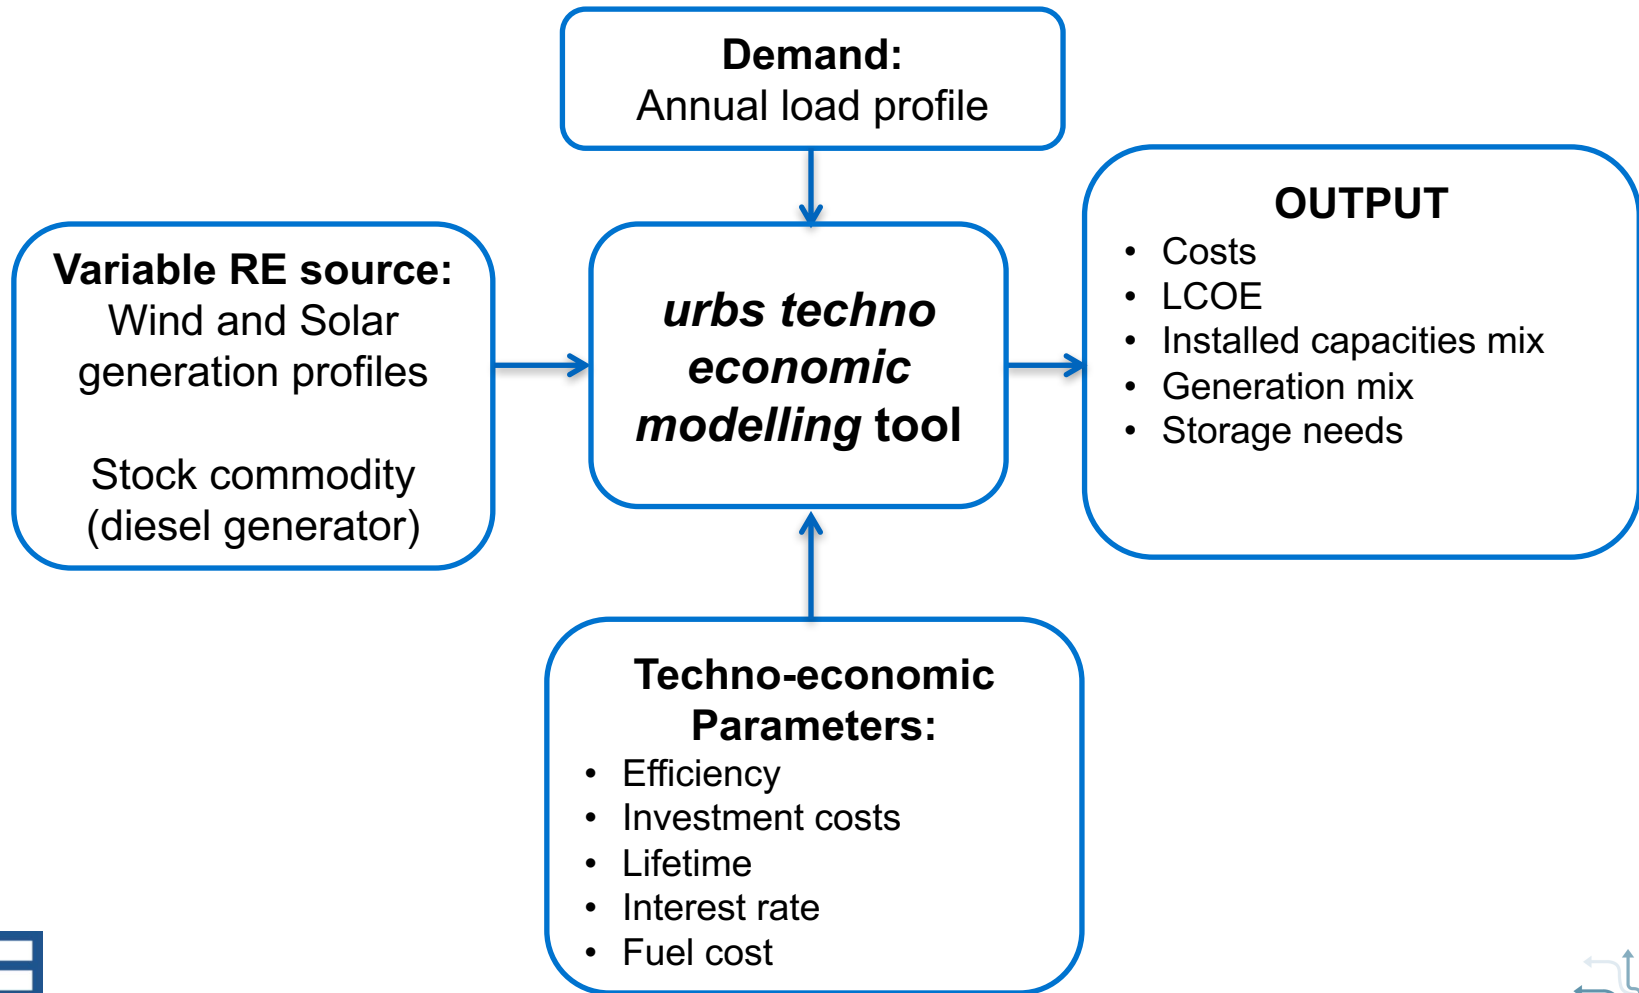 Demand:
Annual load profile
Variable RE source:
Wind and Solar
generation profiles
Stock commodity
(diesel generator)
urbs techno
economic
modelling tool
OUTPUT
• Costs
• LCOE
• Installed capacities mix
• Generation mix
• Storage needs
Techno-economic
Parameters:
• Efficiency
• Investment costs
• Lifetime
• Interest rate
• Fuel cost